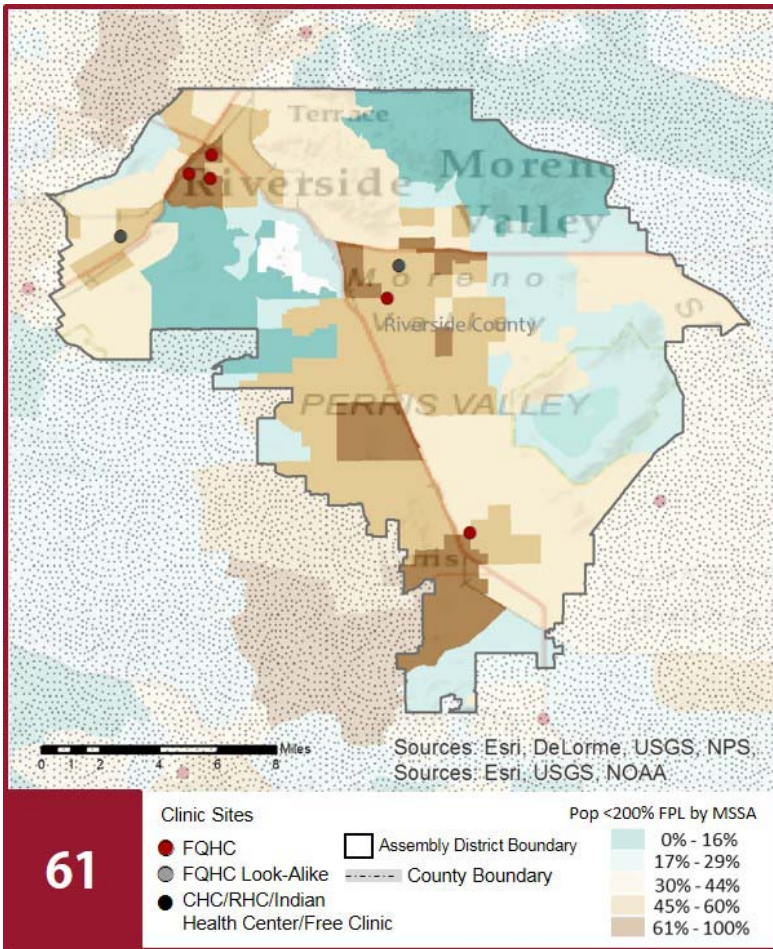 Terrace
Riverside
Moreno
Valley
Moreno
Valley
Riverside County
PERRIS VALLEY
Miles
0 2 4 8
Sources: Esri, DeLorme, USGS, NPS,
Sources: Esri, USGS, NOAA
61
Clinic Sites
FQHC
FQHC Look-Alike
CHC/RHC/Indian
Health Center/Free Clinic
Assembly District Boundary
County Boundary
Pop <200% FPL by MSSA
0% - 16%
17% - 29%
30% - 44%
45% - 60%
61% - 100%